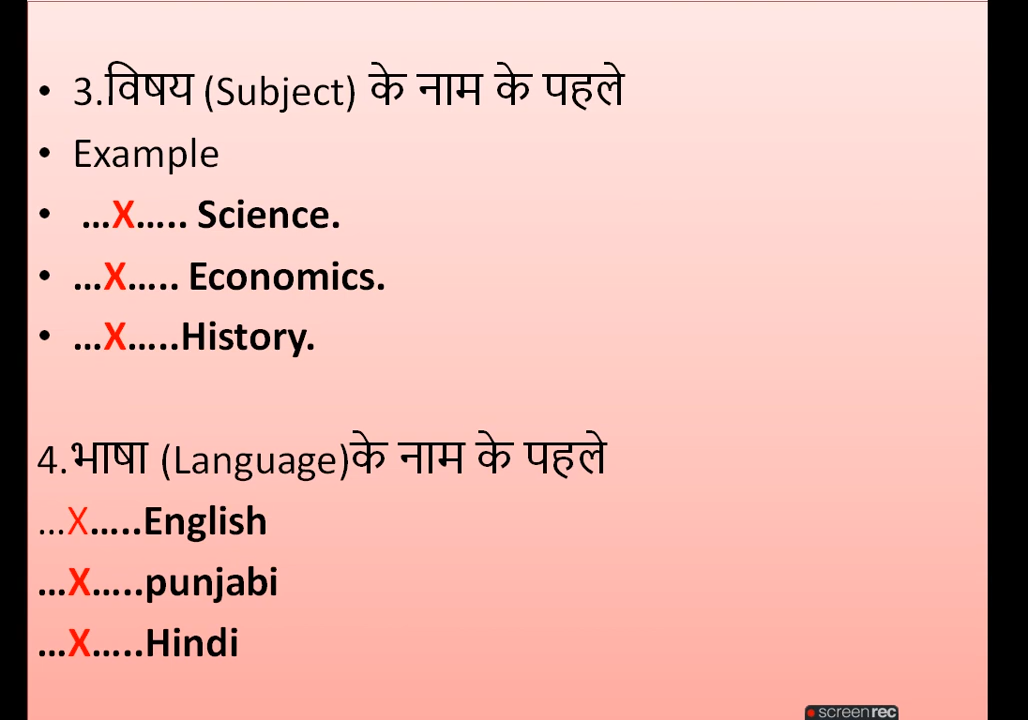 • 3.विषय (Subject) के नाम के पहले
• Example
• …X….. Science.
• …X….. Economics.
• …X…..History.
4.भाषा (Language)के नाम के पहले
…X…..English
…X…..punjabi
…X…..Hindi
screenrec